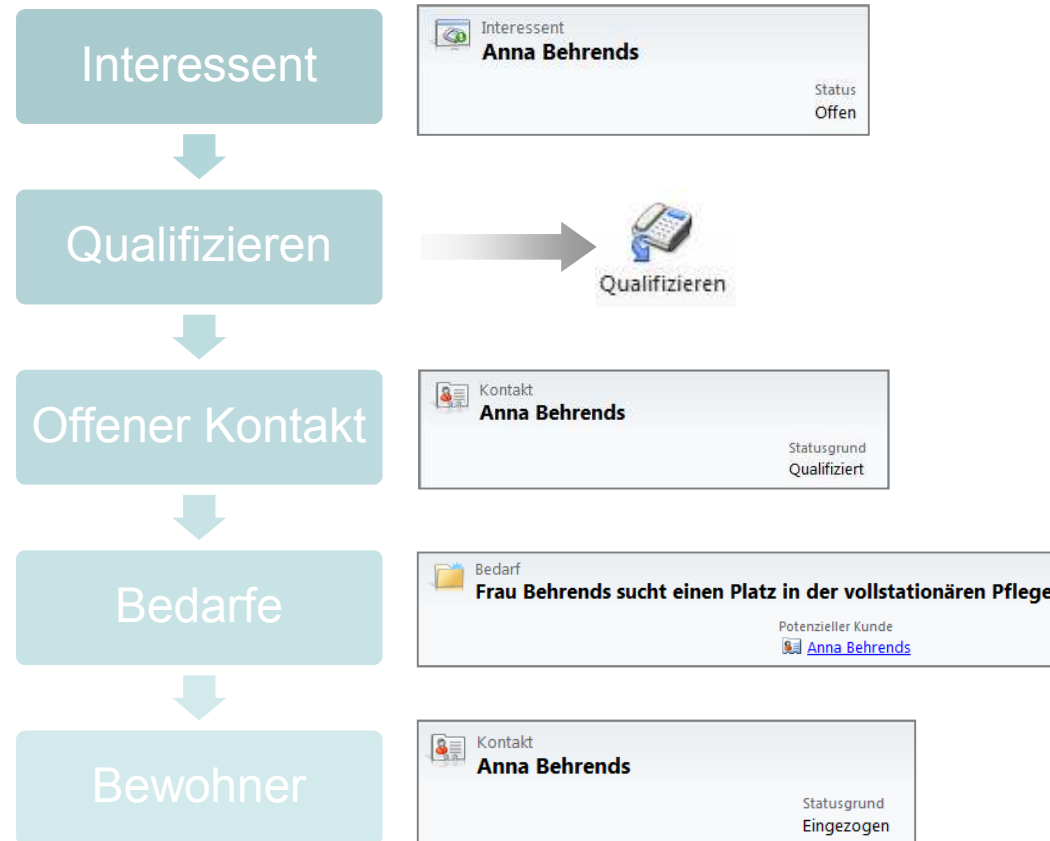 Interessent
Interessent
Anna Behrends
Status
Offen
Qualifizieren
Qualifizieren
Offener Kontakt
Kontakt
Anna Behrends
Statusgrund
Qualifiziert
Bedarfe
Bedarf
Frau Behrends sucht einen Platz in der vollstationären Pflege
Potenzieller Kunde
Anna Behrends
Bewohner
Kontakt
Anna Behrends
Statusgrund
Eingezogen